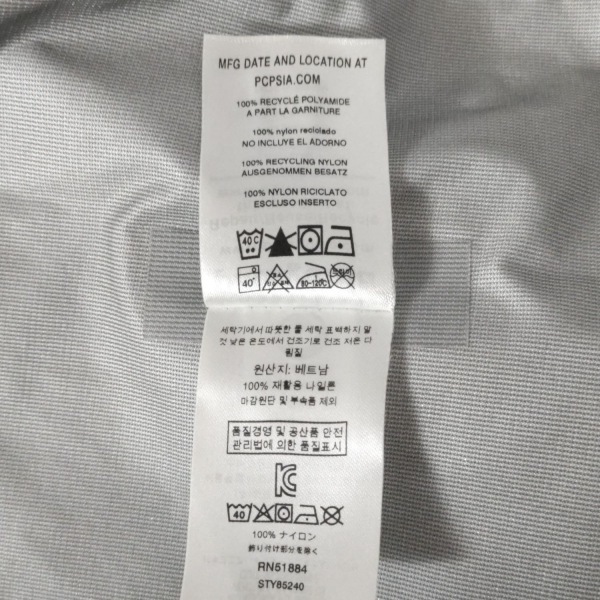 MFG DATE AND LOCATION AT
PCPSIA.COM
100% RECYCLÉ POLYAMIDE
A PART LA GARNITURE
100% nylon reciclado
NO INCLUYE EL ADORNO
100% RECYCLING NYLON
AUSGENOMMEN BESATZ
100% NYLON RICICLATO
ESCLUSO INSERTO
40 C
40°
80-120℃
세탁기에서 따뜻한 물 세탁 표백하지 말
것 낮은 온도에서 건조기로 건조 저온 다
림질
원산지: 베트남
100% 재활용 나일론
마감원단 및 부속품 제외
품질경영 및 공산품 안전
관리법에 의한 품질표시
KC
40
100% ナイロン
飾り付け部分を除く
RN51884
STY85240